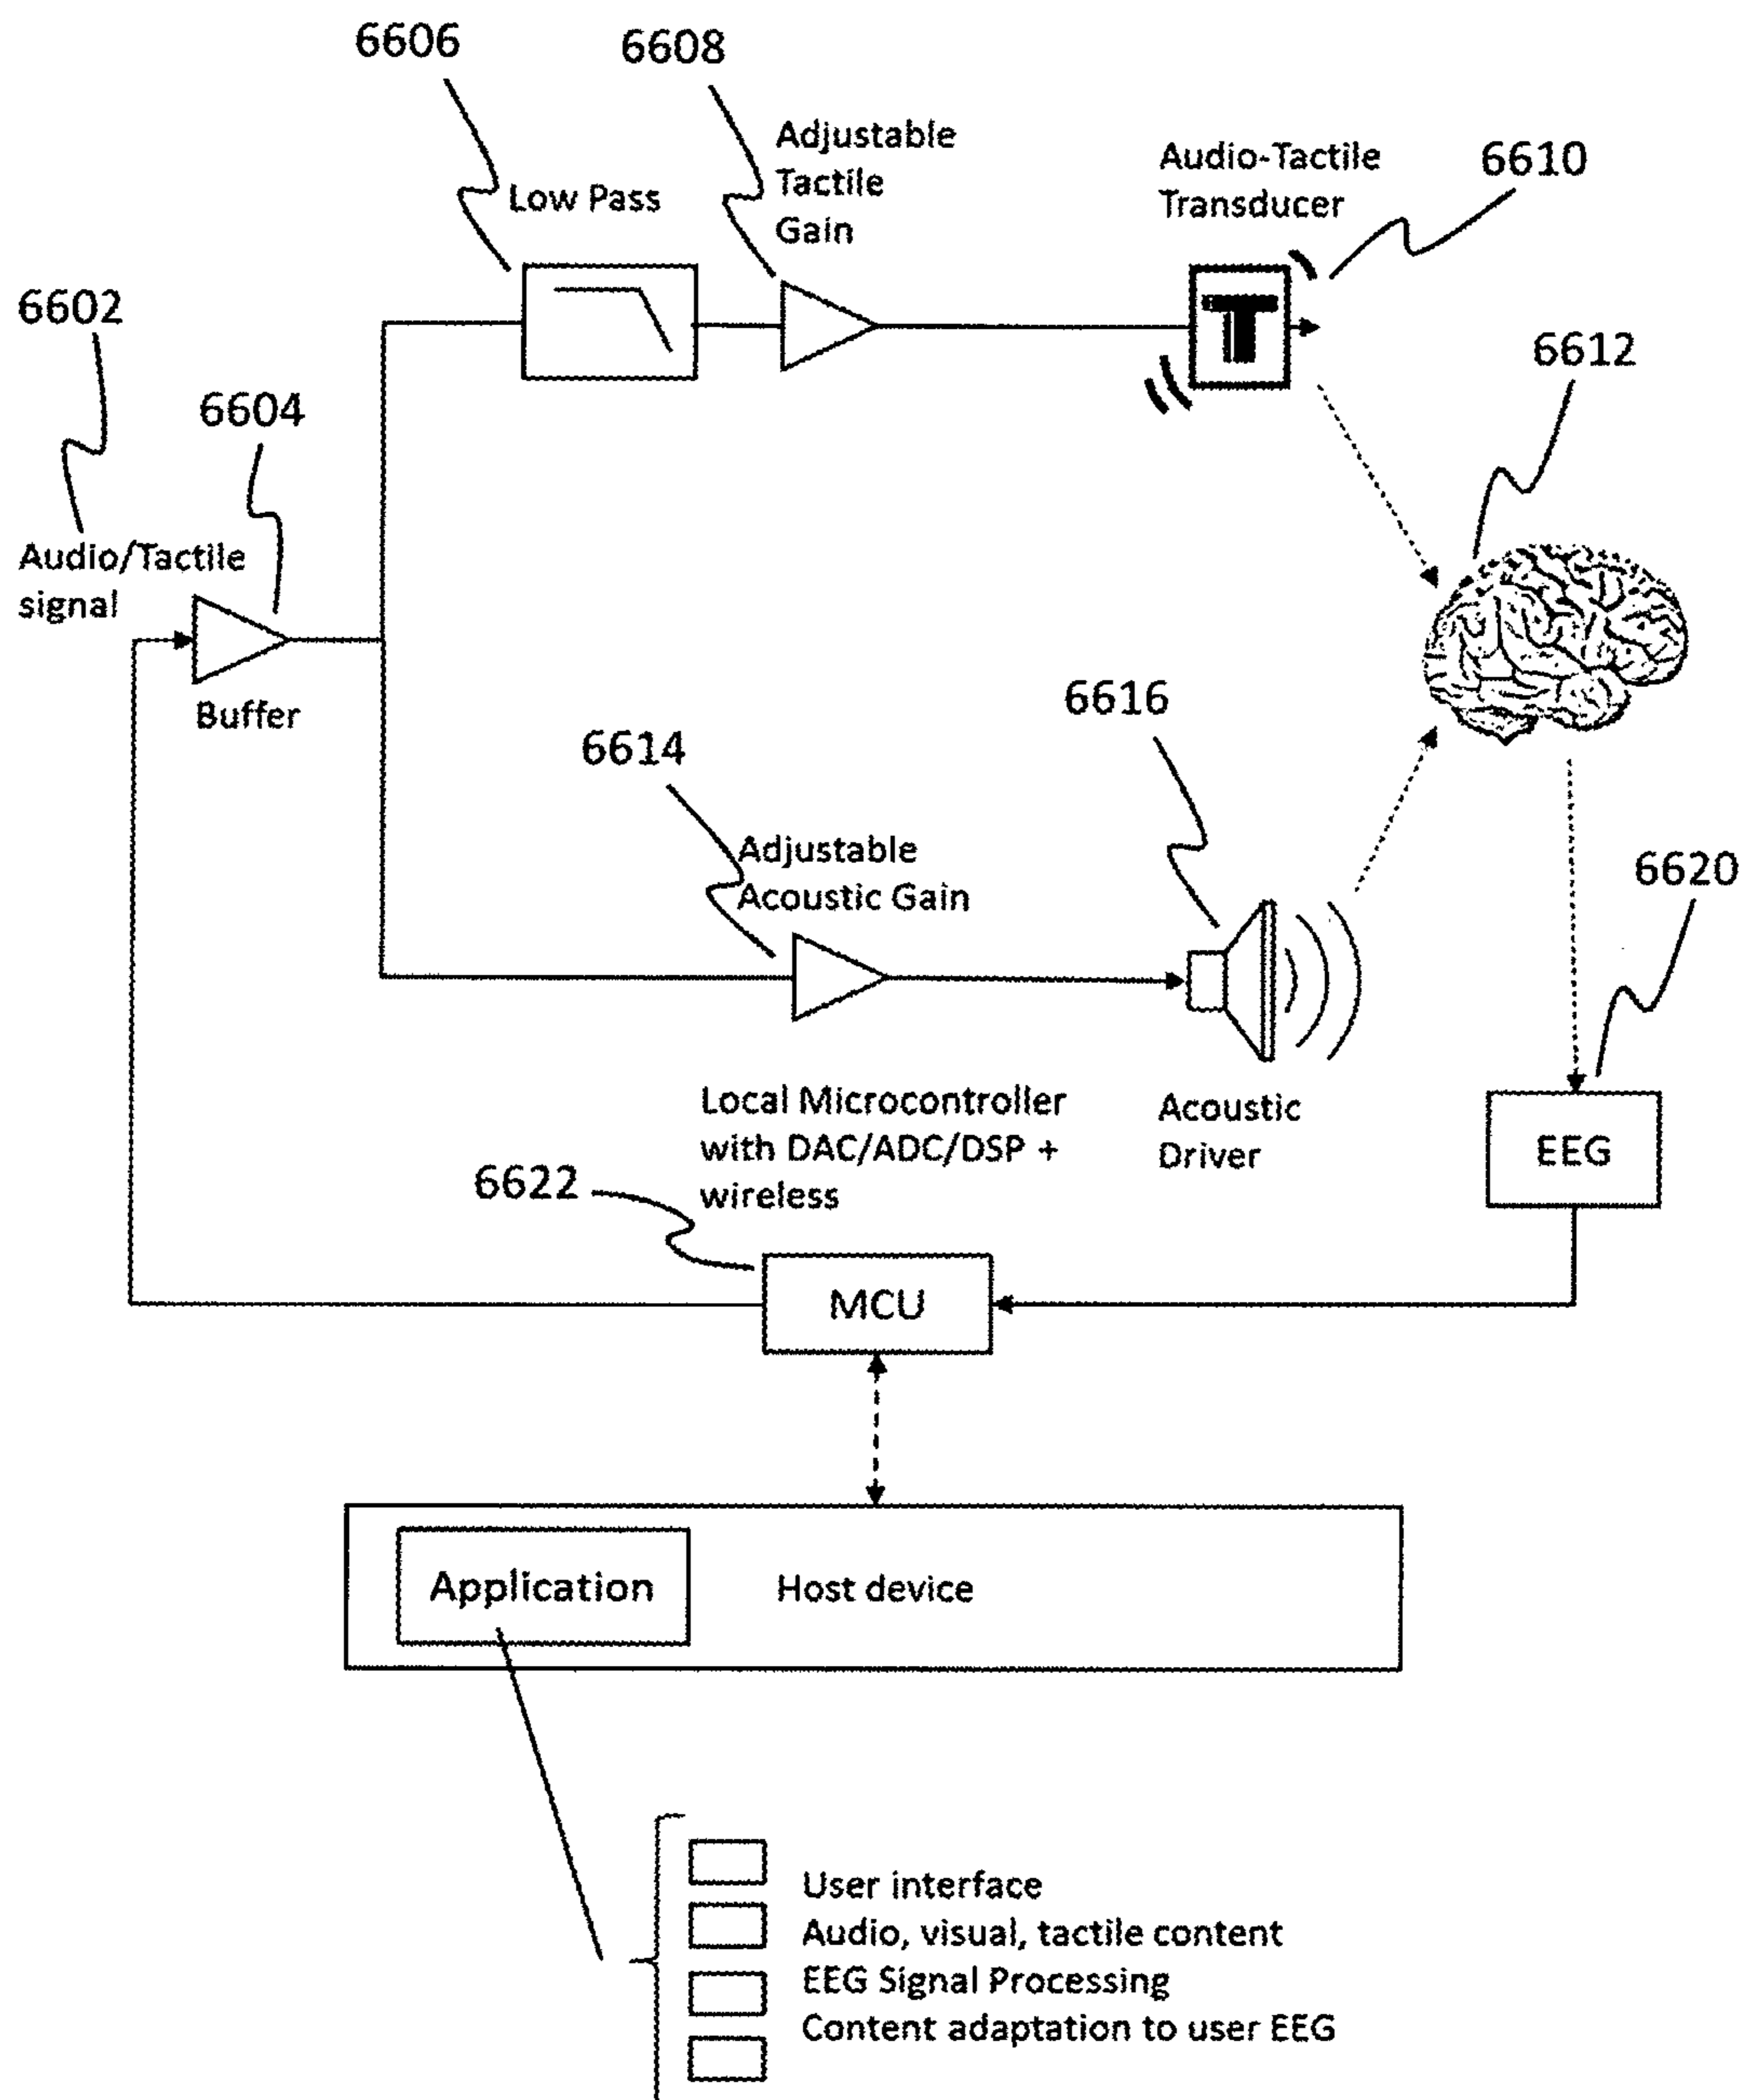 6606
6608
Adjustable
Tactile
Gain
Audio-Tactile
Transducer
6610
Low Pass
6602
T
6612
6604
Audio/Tactile
signal
Buffer
6616
6614
Adjustable
Acoustic Gain
6620
Local Microcontroller
with DAC/ADC/DSP +
wireless
Acoustic
Driver
EEG
6622
MCU
Application
Host device
User interface
Audio, visual, tactile content
EEG Signal Processing
Content adaptation to user EEG